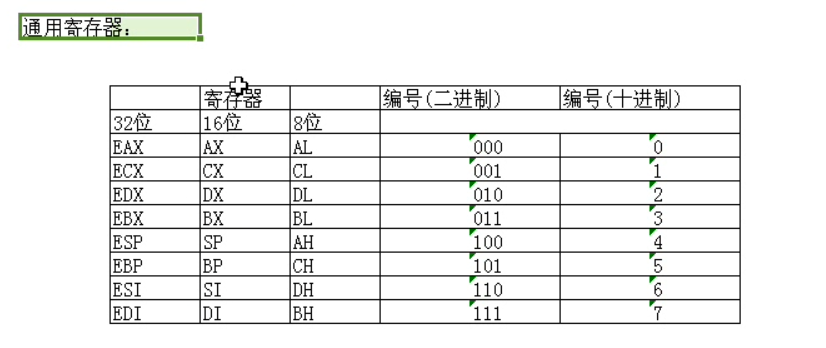 通用寄存器：
寄存器 编号(二进制) 编号(十进制)
32位 16位 8位
EAX AX AL 000 0
ECX CX CL 001 1
EDX DX DL 010 2
EBX BX BL 011 3
ESP SP AH 100 4
EBP BP CH 101 5
ESI SI DH 110 6
EDI DI BH 111 7